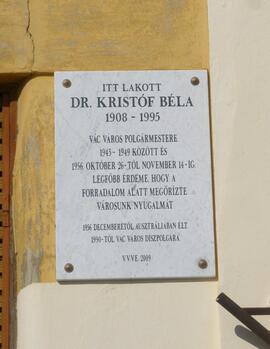 ITT LAKOTT
DR. KRISTÓF BÉLA
1908 - 1995
VÁC VÁROS POLGÁRMESTERE
1943 - 1949 KÖZÖTT ÉS
1956 OKTÓBER 26-TÓL NOVEMBER 14-IG.
LEGFŐBB ÉRDEME, HOGY A
FORRADALOM ALATT MEGŐRIZTE
VÁROSUNK NYUGALMÁT
1956 DECEMBERÉTŐL AUSZTRÁLIÁBAN ÉLT
1990-TŐL VÁC VÁROS DÍSZPOLGÁRA
V.V.VE. 2009